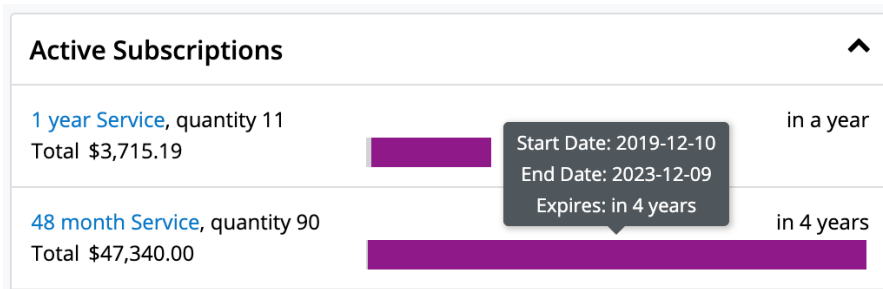 Active Subscriptions
1 year Service, quantity 11
in a year
Total $3,715.19
Start Date: 2019-12-10
End Date: 2023-12-09
Expires: in 4 years
48 month Service, quantity 90
in 4 years
Total $47,340.00